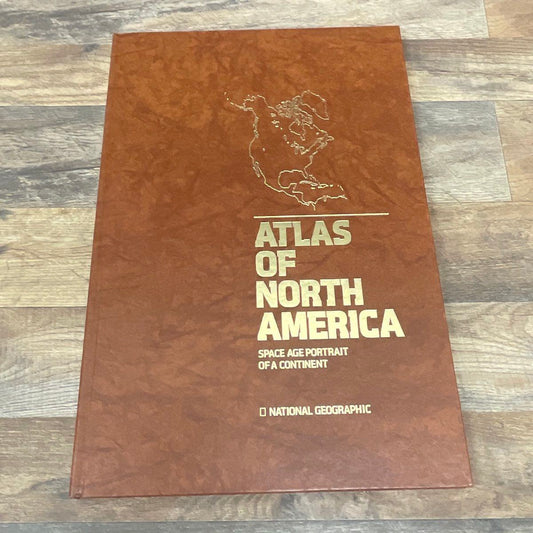 ATLAS
OF
NORTH
AMERICA
SPACE AGE PORTRAIT
OF A CONTINENT
NATIONAL GEOGRAPHIC